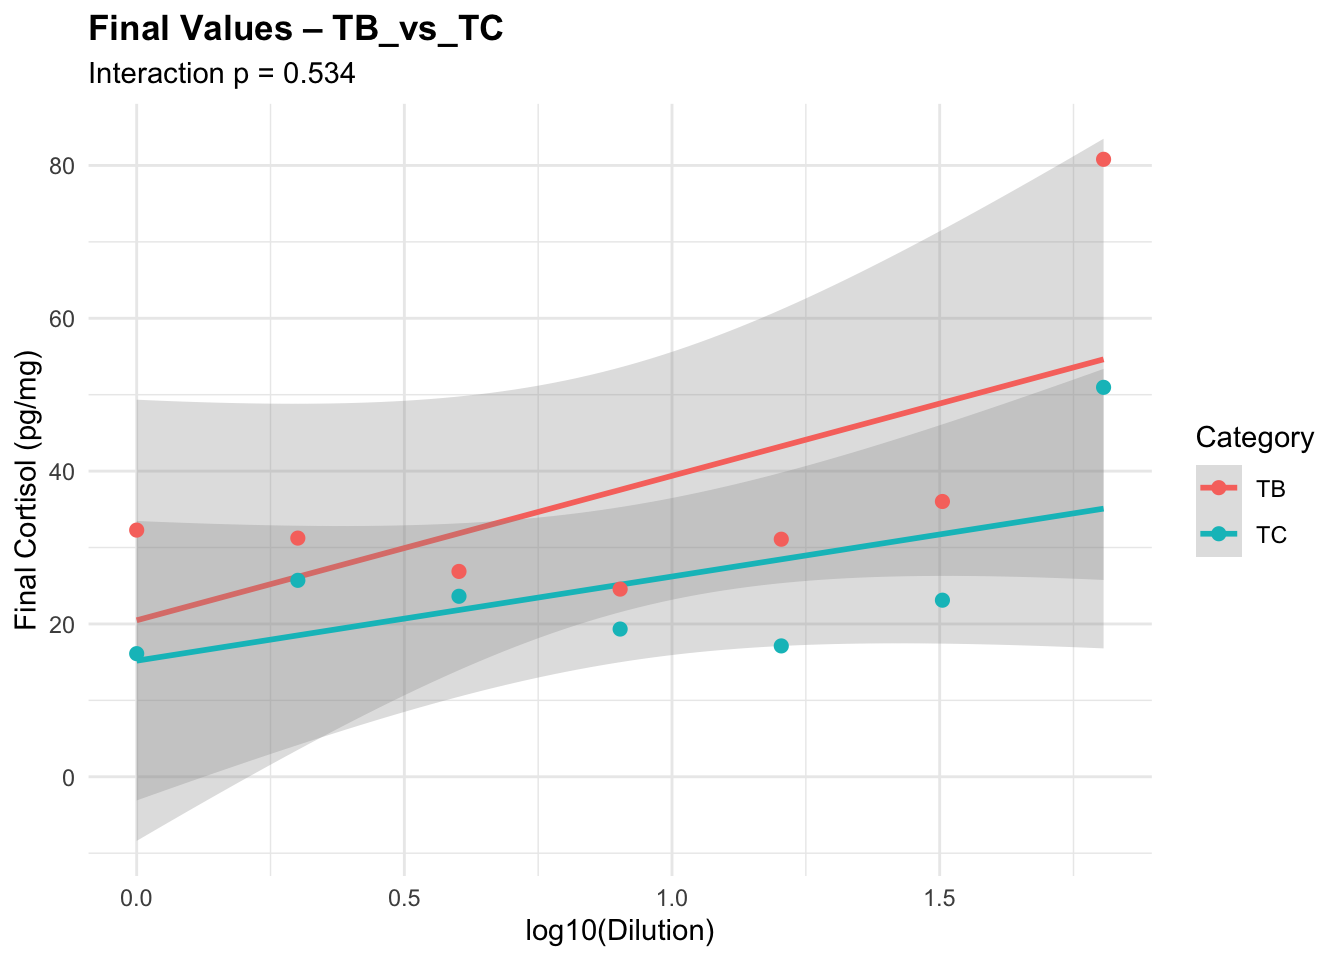 Final Values – TB_vs_TC
Interaction p = 0.534
Final Cortisol (pg/mg)
80
60
40
20
0
0.0
0.5
1.0
1.5
log10(Dilution)
Category
TB
TC